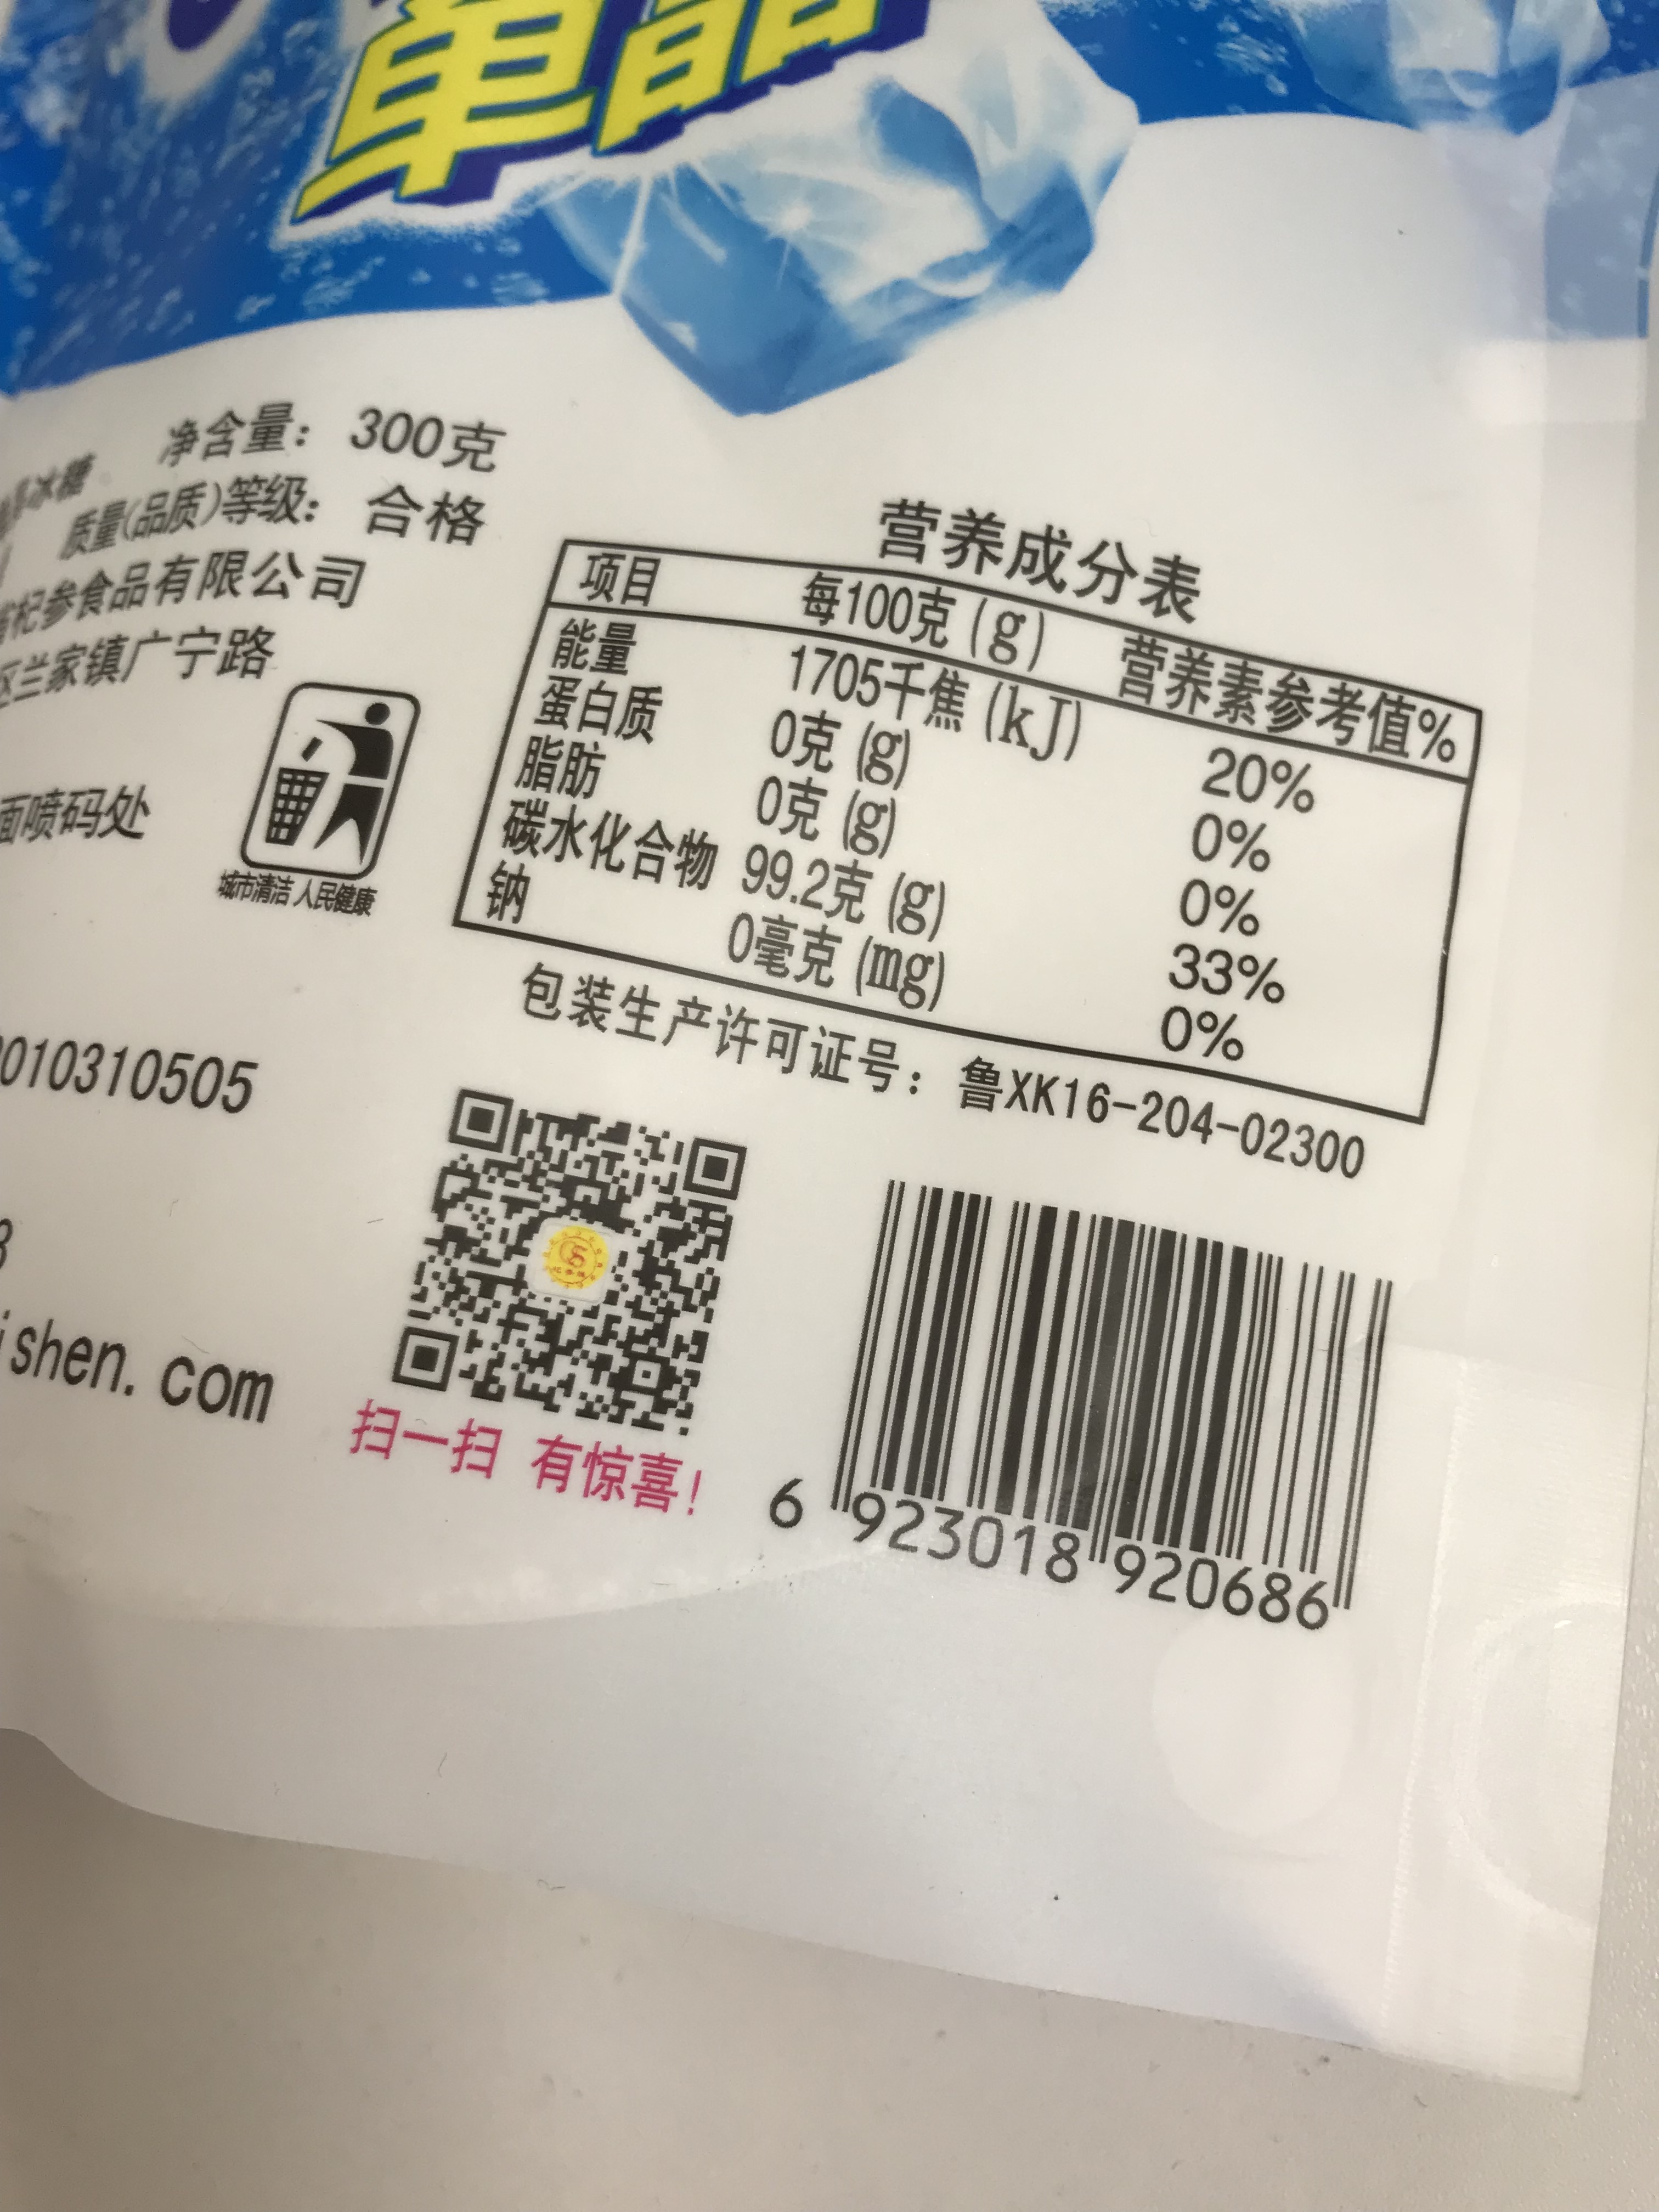 单晶
冰糖
净含量： 300克
质量(品质)等级： 合格
杞参食品有限公司
区兰家镇广宁路
面喷码处
城市清洁 人民健康
营养成分表
项目 每100克(g) 营养素参考值%
能量 1705千焦(kJ) 20%
蛋白质 0克(g) 0%
脂肪 0克(g) 0%
碳水化合物 99.2克(g) 33%
钠 0毫克(mg) 0%
包装生产许可证号： 鲁XK16-204-02300
010310505
ishen.com
扫一扫 有惊喜!
6 923018 920686